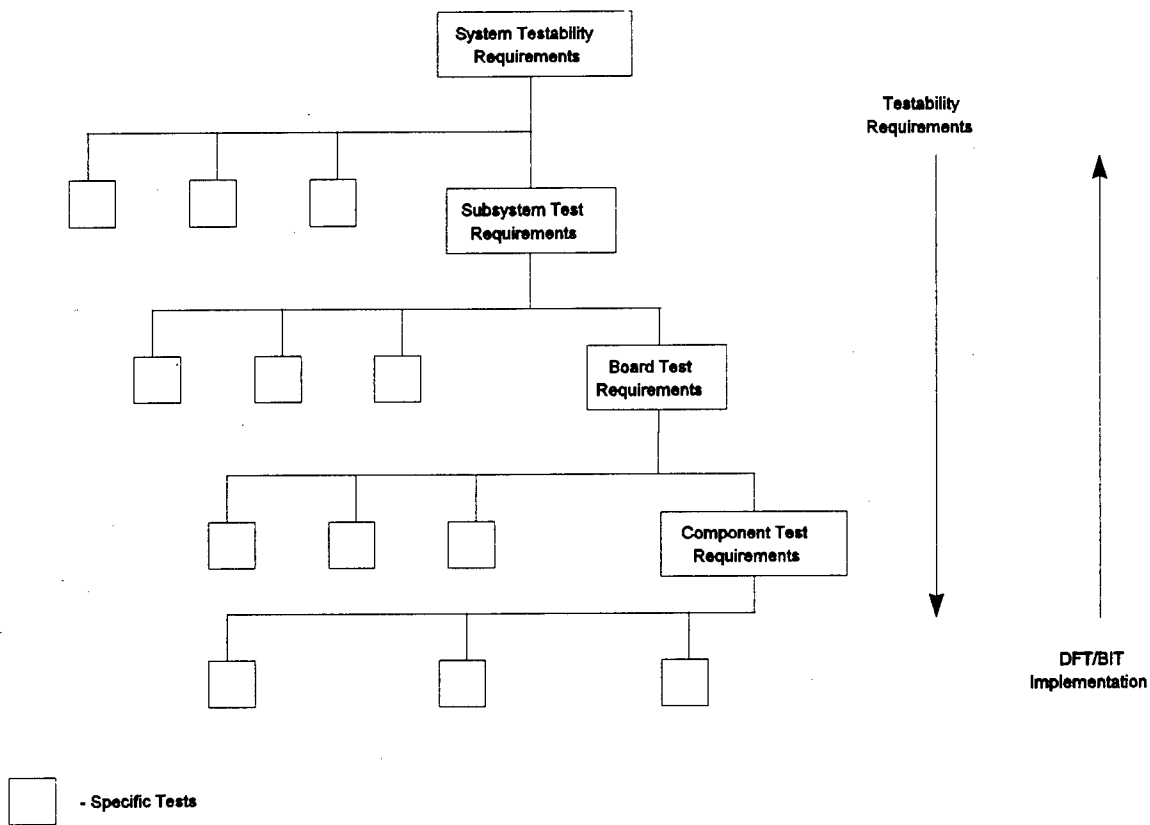 System Testability
Requirements
Testability
Requirements
Subsystem Test
Requirements
Board Test
Requirements
Component Test
Requirements
DFT/BIT
Implementation
- Specific Tests